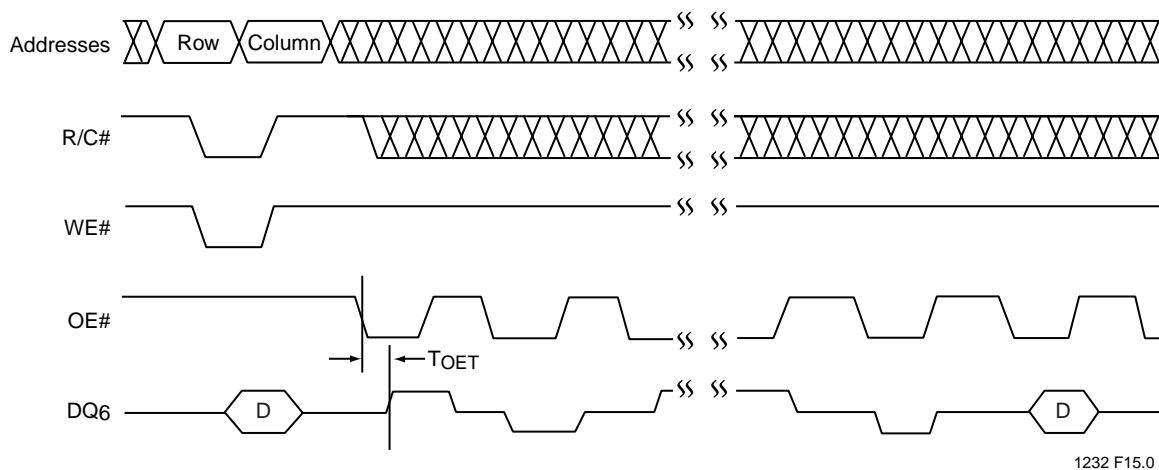 Addresses Row Column
R/C#
WE#
OE#
TOET
DQ6 D D
1232 F15.0